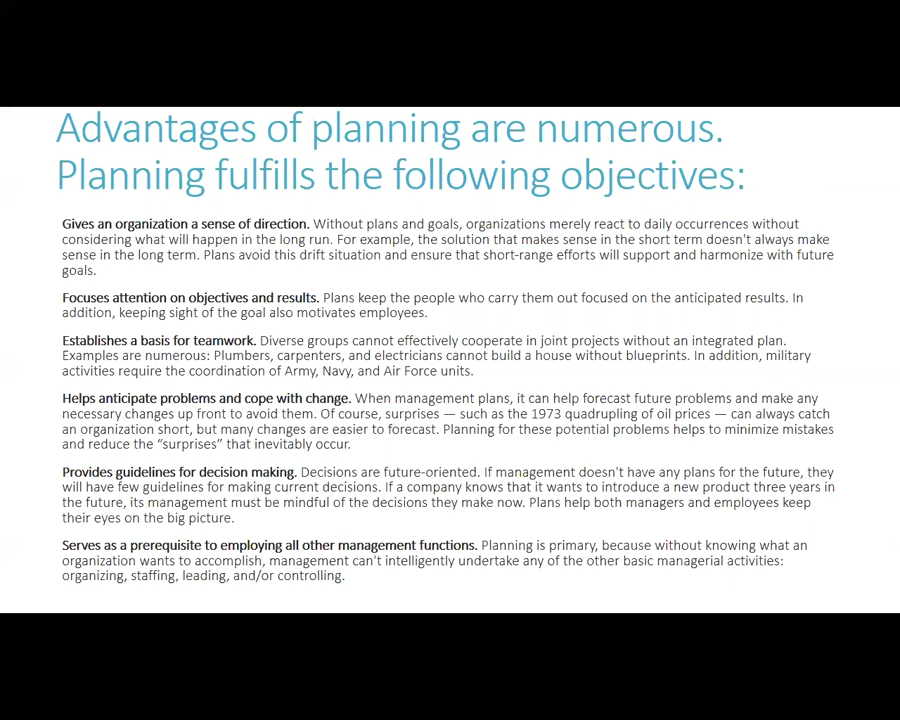 Advantages of planning are numerous.
Planning fulfills the following objectives:
Gives an organization a sense of direction. Without plans and goals, organizations merely react to daily occurrences without
considering what will happen in the long run. For example, the solution that makes sense in the short term doesn't always make
sense in the long term. Plans avoid this drift situation and ensure that short-range efforts will support and harmonize with future
goals.
Focuses attention on objectives and results. Plans keep the people who carry them out focused on the anticipated results. In
addition, keeping sight of the goal also motivates employees.
Establishes a basis for teamwork. Diverse groups cannot effectively cooperate in joint projects without an integrated plan.
Examples are numerous: Plumbers, carpenters, and electricians cannot build a house without blueprints. In addition, military
activities require the coordination of Army, Navy, and Air Force units.
Helps anticipate problems and cope with change. When management plans, it can help forecast future problems and make any
necessary changes up front to avoid them. Of course, surprises — such as the 1973 quadrupling of oil prices — can always catch
an organization short, but many changes are easier to forecast. Planning for these potential problems helps to minimize mistakes
and reduce the “surprises” that inevitably occur.
Provides guidelines for decision making. Decisions are future-oriented. If management doesn't have any plans for the future, they
will have few guidelines for making current decisions. If a company knows that it wants to introduce a new product three years in
the future, its management must be mindful of the decisions they make now. Plans help both managers and employees keep
their eyes on the big picture.
Serves as a prerequisite to employing all other management functions. Planning is primary, because without knowing what an
organization wants to accomplish, management can't intelligently undertake any of the other basic managerial activities:
organizing, staffing, leading, and/or controlling.